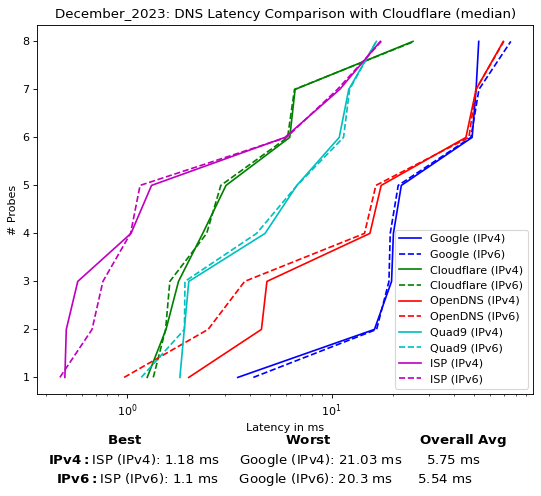 December_2023: DNS Latency Comparison with Cloudflare (median)
8
7
6
5
4
3
2
1
# Probes
Google (IPv4)
Google (IPv6)
Cloudflare (IPv4)
Cloudflare (IPv6)
OpenDNS (IPv4)
OpenDNS (IPv6)
Quad9 (IPv4)
Quad9 (IPv6)
ISP (IPv4)
ISP (IPv6)
10⁰ 10¹
Latency in ms
Best Worst Overall Avg
IPv4: ISP (IPv4): 1.18 ms Google (IPv4): 21.03 ms 5.75 ms
IPv6: ISP (IPv6): 1.1 ms Google (IPv6): 20.3 ms 5.54 ms